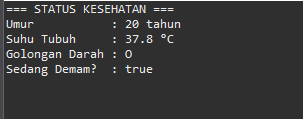 === STATUS KESEHATAN ===
Umur           : 20 tahun
Suhu Tubuh     : 37.8 °C
Golongan Darah : O
Sedang Demam?  : true